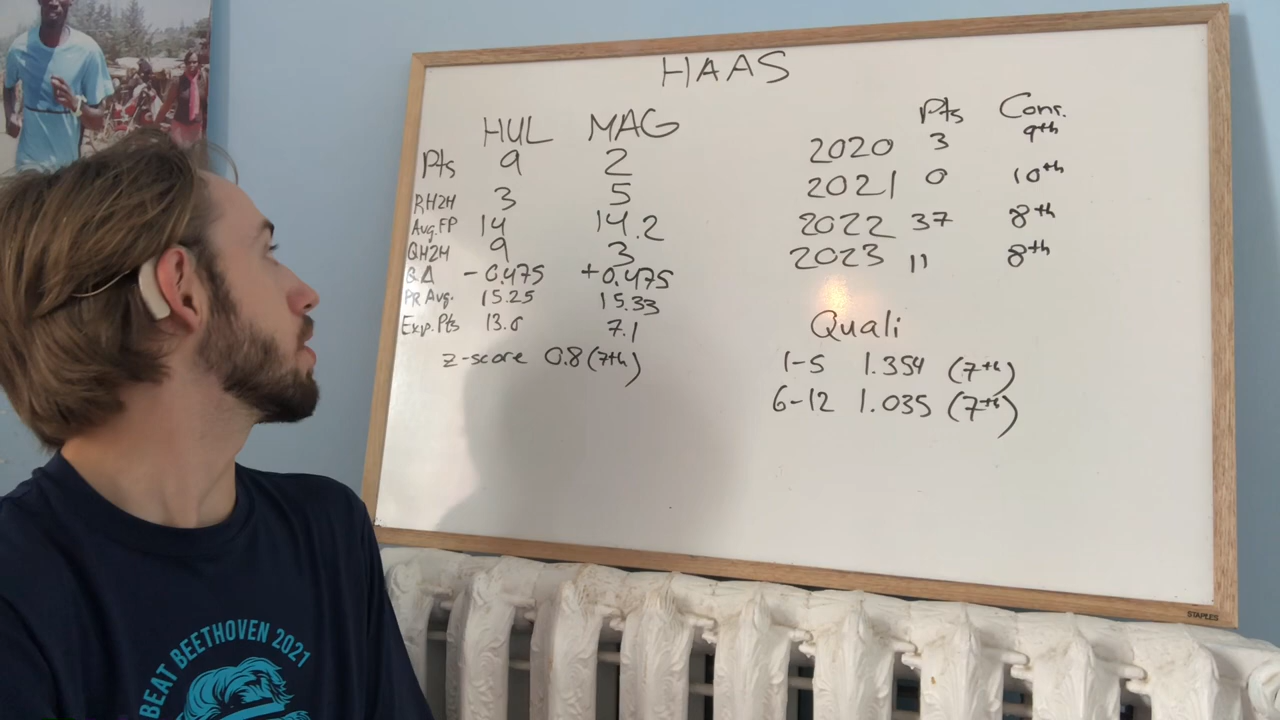 HAAS
HUL MAG
Pts 9 2
RH2H 3 5
Avg.FP 14 14.2
QH2H 9 3
QΔ -0.475 +0.475
PR Avg. 15.25 15.33
Exp.Pts 13.6 7.1
z-score 0.8 (7th)
Pts Cons.
2020 3 9th
2021 0 10th
2022 37 8th
2023 11 8th
Quali
1-5 1.354 (7th)
6-12 1.035 (7th)
STAPLES
BEAT BEETHOVEN 2021